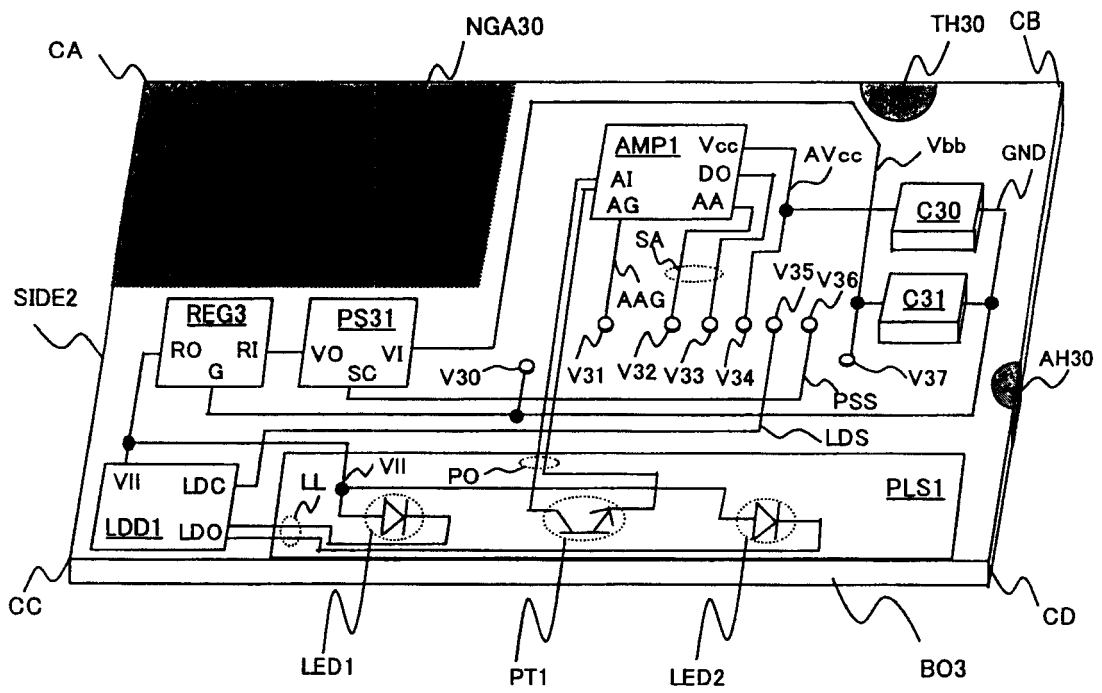 CA
NGA30
TH30
CB
AMP1
Vcc
AVcc
Vbb
GND
AI
DO
AG
AA
C30
SA
V35
V36
SIDE2
REG3
PS31
AAG
C31
RO
RI
VO
VI
G
SC
V30
V31
V32
V33
V34
V37
AH30
PSS
LDS
VII
LL
VII
PO
PLS1
LDC
LDD1
LDO
CC
CD
LED1
PT1
LED2
BO3